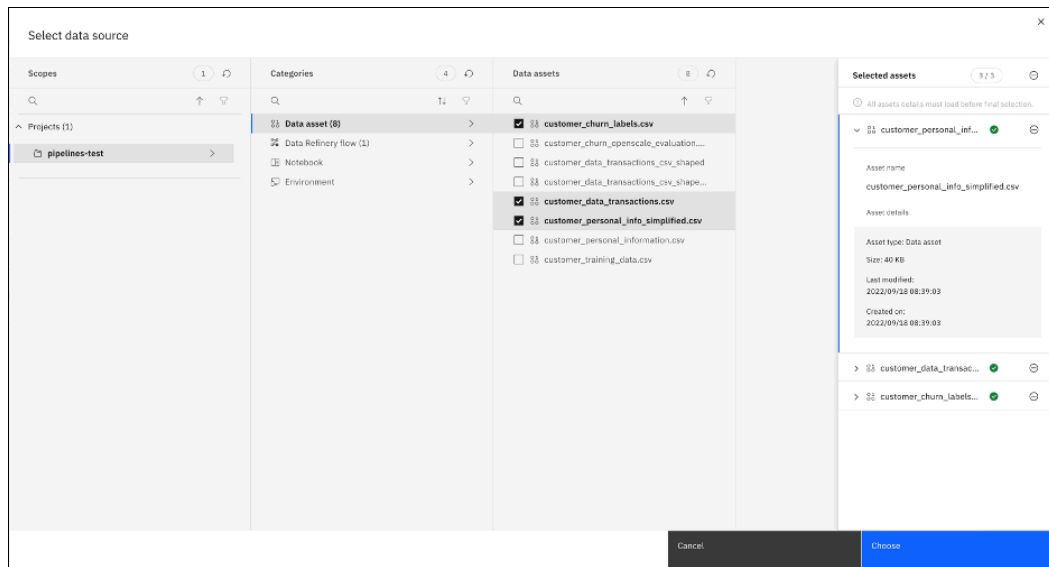 Select data source
Scopes 1
Projects (1)
pipelines-test
Categories 4
Data asset (8)
Data Refinery flow (1)
Notebook
Environment
Data assets 8
customer_churn_labels.csv
customer_churn_openscale_evaluation....
customer_data_transactions_csv_shaped
customer_data_transactions_csv_shape...
customer_data_transactions.csv
customer_personal_info_simplified.csv
customer_personal_information.csv
customer_training_data.csv
Selected assets 3 / 3
All assets details must load before final selection.
customer_personal_inf...
Asset name
customer_personal_info_simplified.csv
Asset details
Asset type: Data asset
Size: 40 KB
Last modified:
2022/09/18 08:39:03
Created on:
2022/09/18 08:39:03
customer_data_transac...
customer_churn_labels...
Cancel
Choose